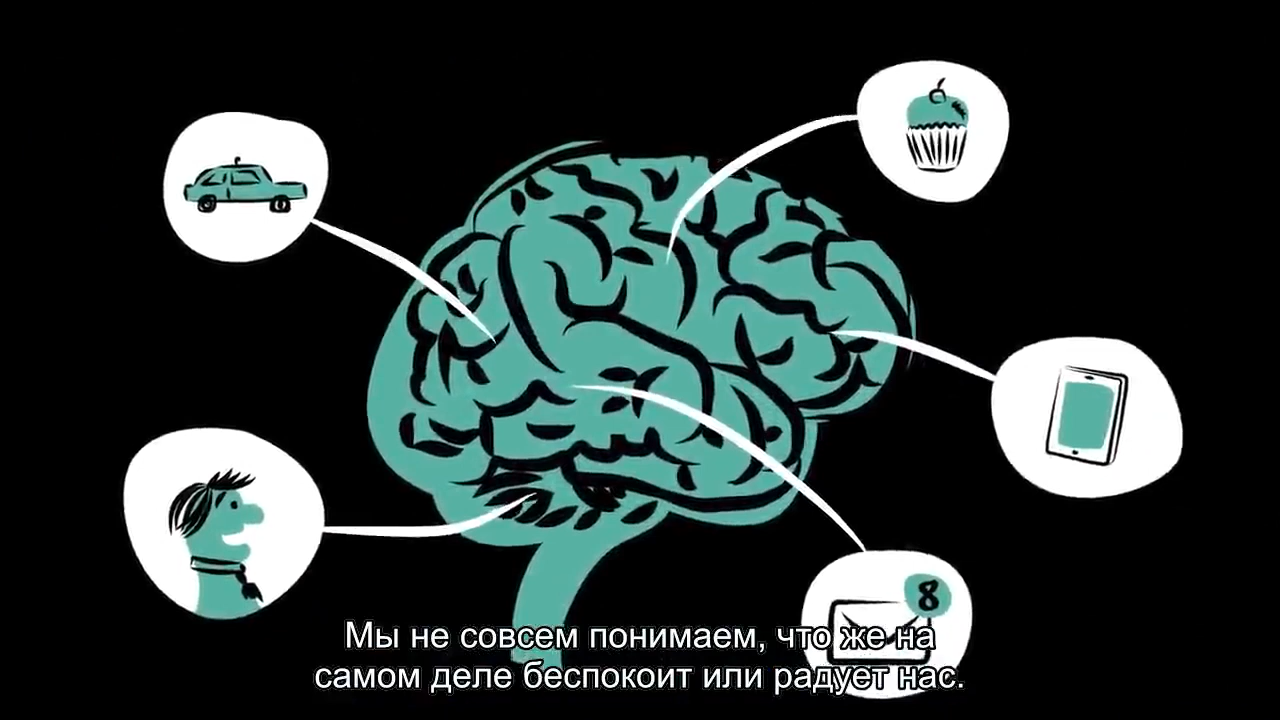 8
Мы не совсем понимаем, что же на
самом деле беспокоит или радует нас.